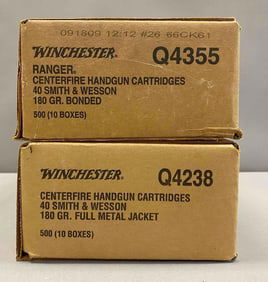 091809 12:12 #26 66CK61
WINCHESTER® Q4355
RANGER®
CENTERFIRE HANDGUN CARTRIDGES
40 SMITH & WESSON
180 GR. BONDED
500 (10 BOXES)
WINCHESTER® Q4238
CENTERFIRE HANDGUN CARTRIDGES
40 SMITH & WESSON
180 GR. FULL METAL JACKET
500 (10 BOXES)